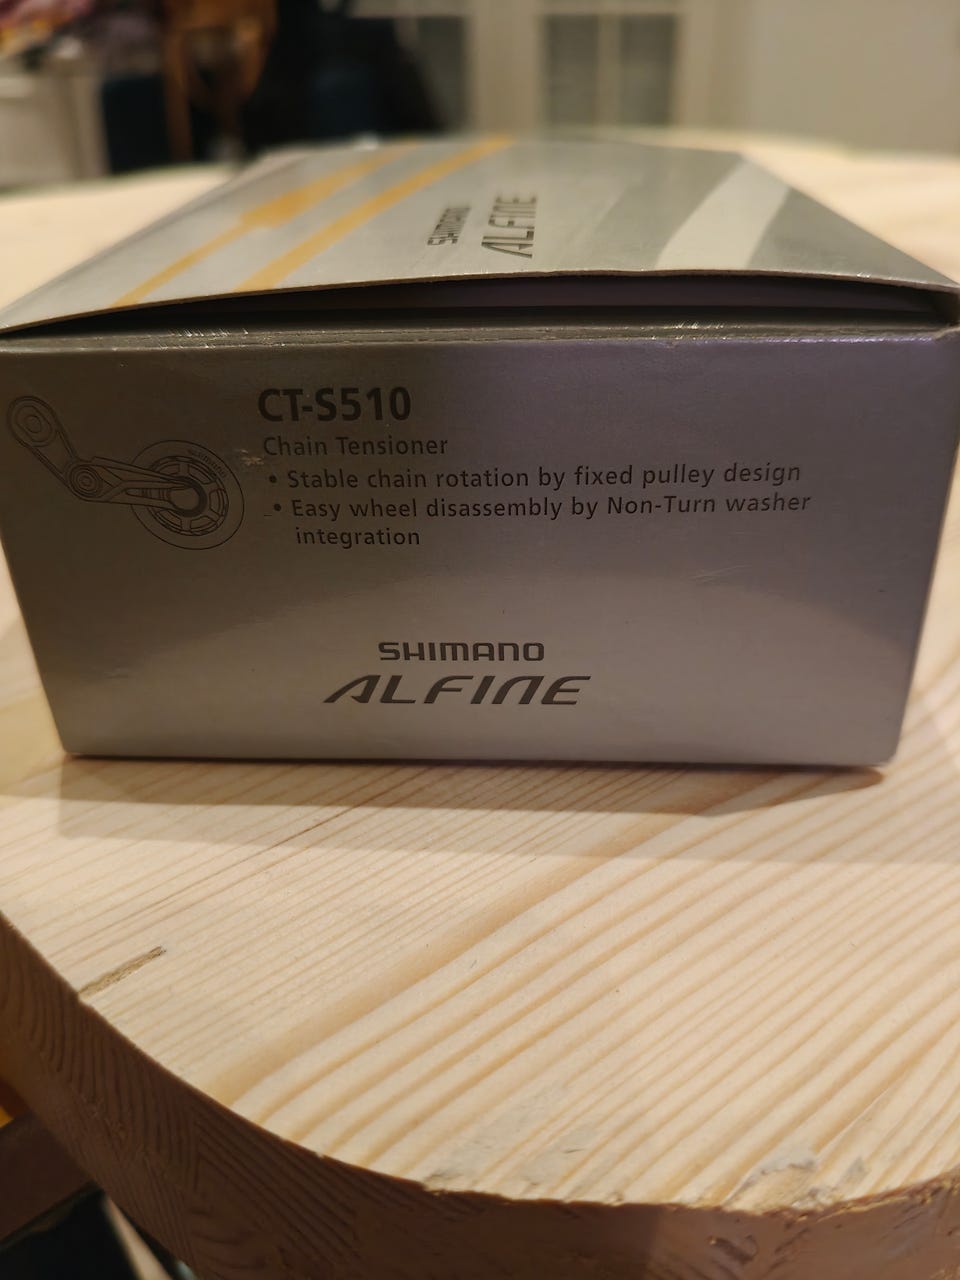 SHIMANO
ALFINE
CT-S510
Chain Tensioner
• Stable chain rotation by fixed pulley design
• Easy wheel disassembly by Non-Turn washer
integration
SHIMANO
SHIMANO
ALFINE